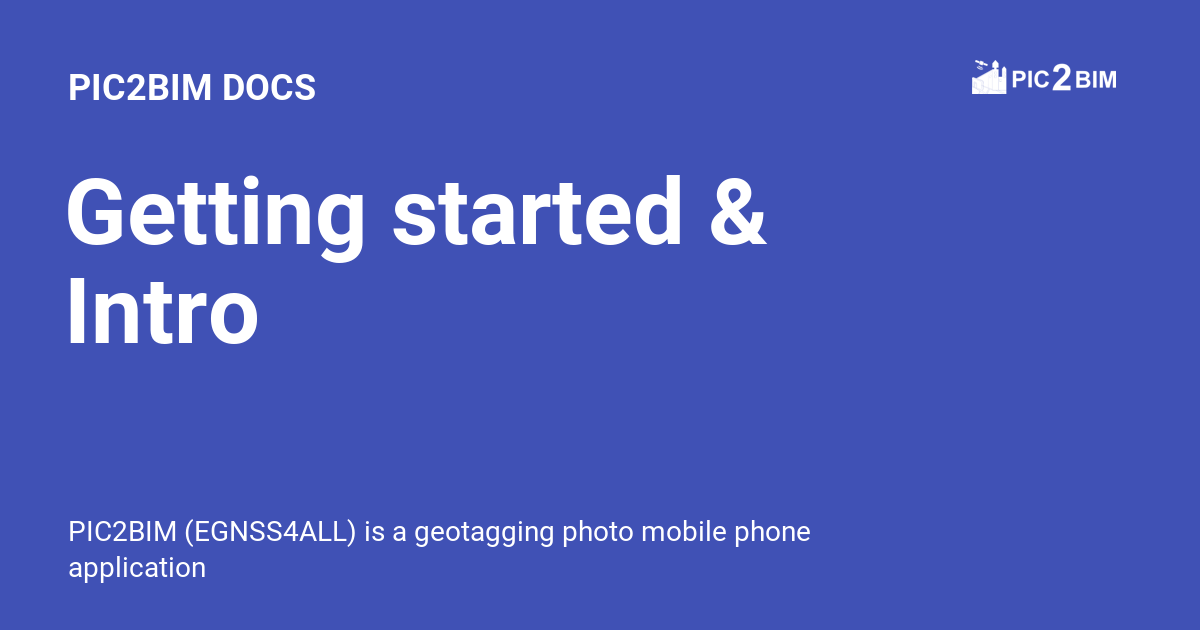 PIC2BIM DOCS
PIC2BIM
Getting started &
Intro
PIC2BIM (EGNSS4ALL) is a geotagging photo mobile phone
application